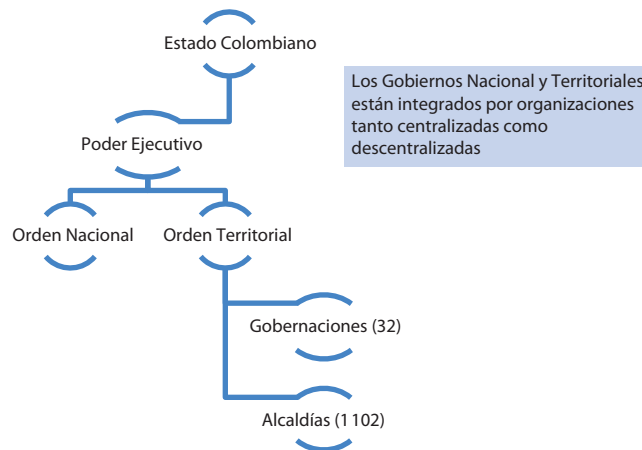 Estado Colombiano
Los Gobiernos Nacional y Territoriales
están integrados por organizaciones
tanto centralizadas como
descentralizadas
Poder Ejecutivo
Orden Nacional
Orden Territorial
Gobernaciones (32)
Alcaldías (1102)